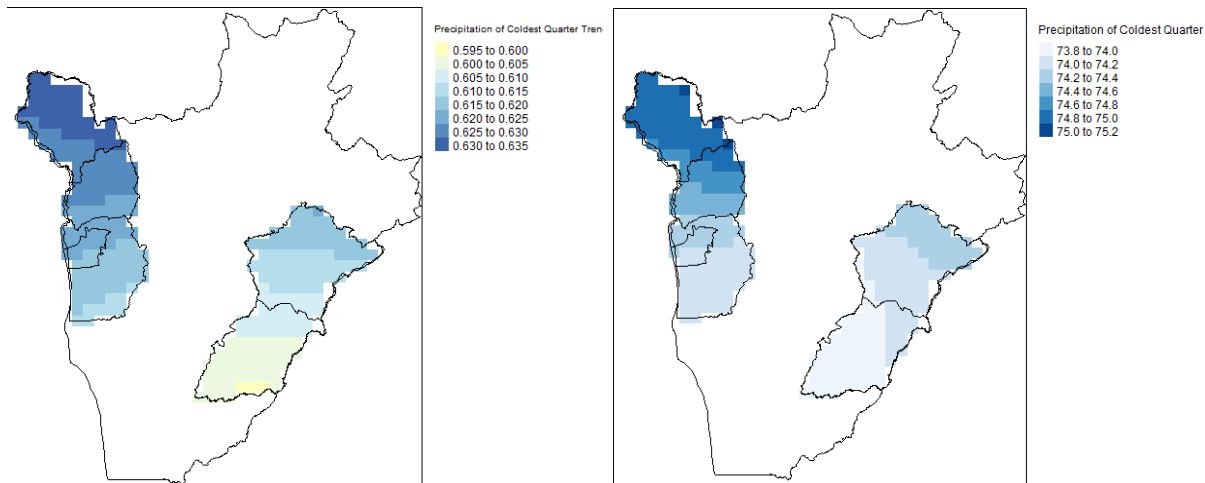 Precipitation of Coldest Quarter Tren
0.595 to 0.600
0.600 to 0.605
0.605 to 0.610
0.610 to 0.615
0.615 to 0.620
0.620 to 0.625
0.625 to 0.630
0.630 to 0.635
Precipitation of Coldest Quarter
73.8 to 74.0
74.0 to 74.2
74.2 to 74.4
74.4 to 74.6
74.6 to 74.8
74.8 to 75.0
75.0 to 75.2